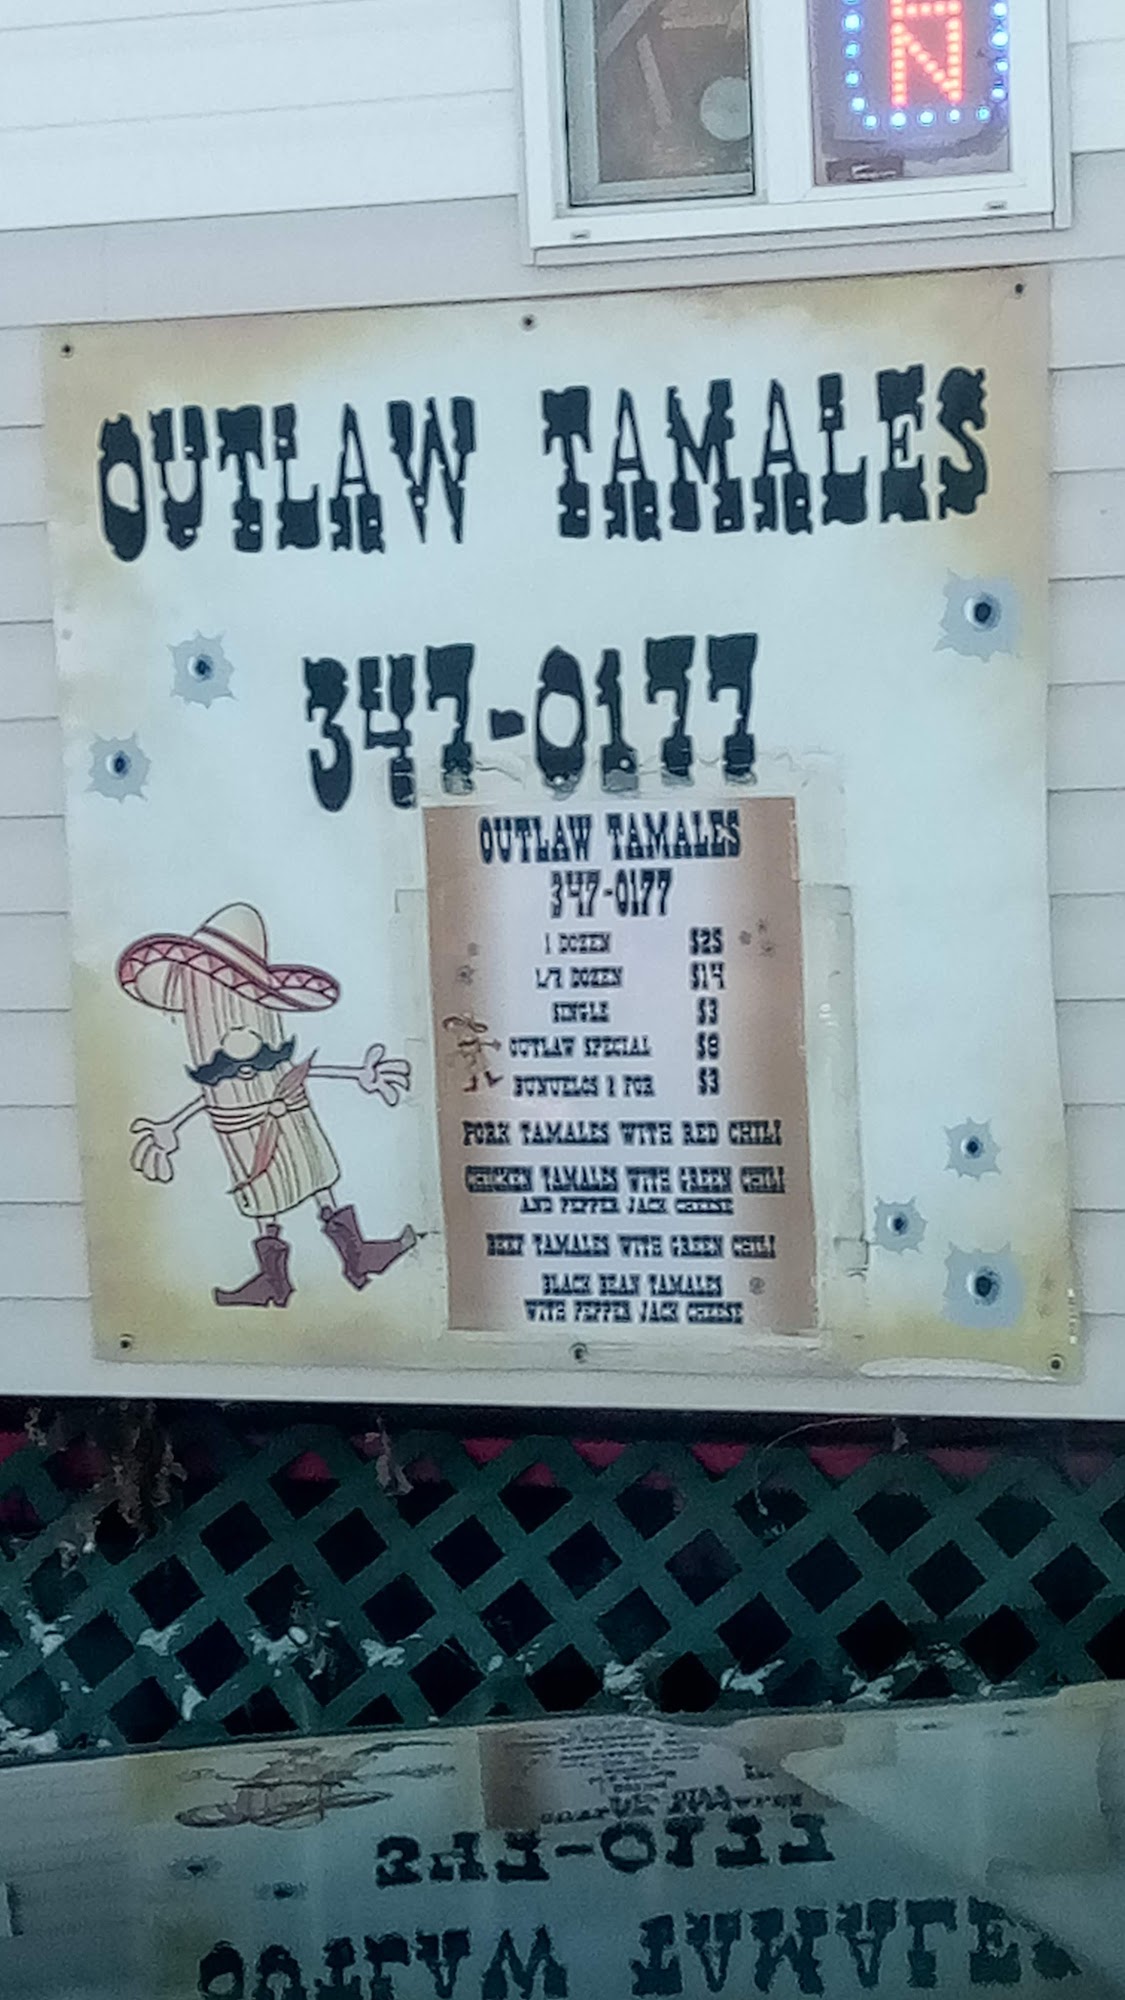 OUTLAW TAMALES
347-0177
OUTLAW TAMALES
347-0177
1 DOZEN $25
1/2 DOZEN $14
SINGLE $3
OUTLAW SPECIAL $8
BUNUELOS 2 FOR $3
PORK TAMALES WITH RED CHILI
CHICKEN TAMALES WITH GREEN CHILI
AND PEPPER JACK CHEESE
BEEF TAMALES WITH GREEN CHILI
BLACK BEAN TAMALES
WITH PEPPER JACK CHEESE